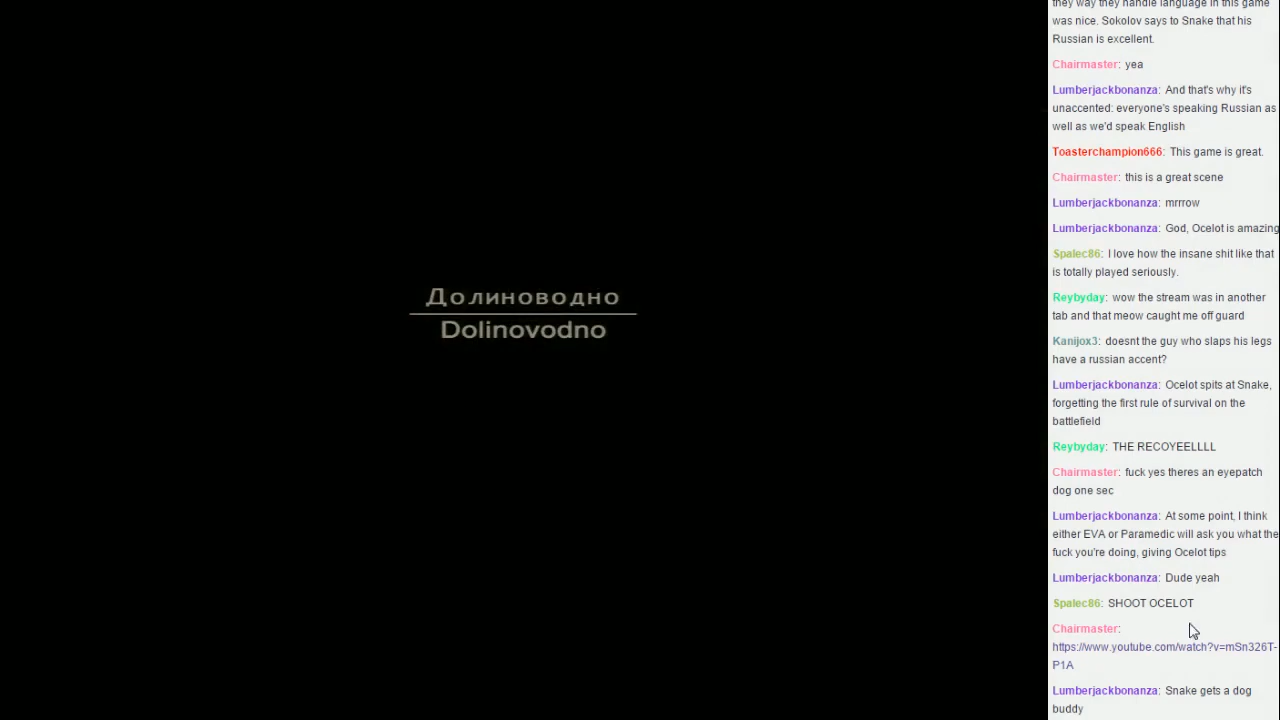 Долиноводно
Dolinovodno
they way they handle language in this game
was nice. Sokolov says to Snake that his
Russian is excellent.
Chairmaster: yea
Lumberjackbonanza: And that's why it's
unaccented: everyone's speaking Russian as
well as we'd speak English
Toasterchampion666: This game is great.
Chairmaster: this is a great scene
Lumberjackbonanza: mrrrow
Lumberjackbonanza: God, Ocelot is amazing
Spalec86: I love how the insane shit like that
is totally played seriously.
Reybyday: wow the stream was in another
tab and that meow caught me off guard
Kanijox3: doesnt the guy who slaps his legs
have a russian accent?
Lumberjackbonanza: Ocelot spits at Snake,
forgetting the first rule of survival on the
battlefield
Reybyday: THE RECOYEELLLL
Chairmaster: fuck yes theres an eyepatch
dog one sec
Lumberjackbonanza: At some point, I think
either EVA or Paramedic will ask you what the
fuck you're doing, giving Ocelot tips
Lumberjackbonanza: Dude yeah
Spalec86: SHOOT OCELOT
Chairmaster:
https://www.youtube.com/watch?v=mSn326T-
P1A
Lumberjackbonanza: Snake gets a dog
buddy